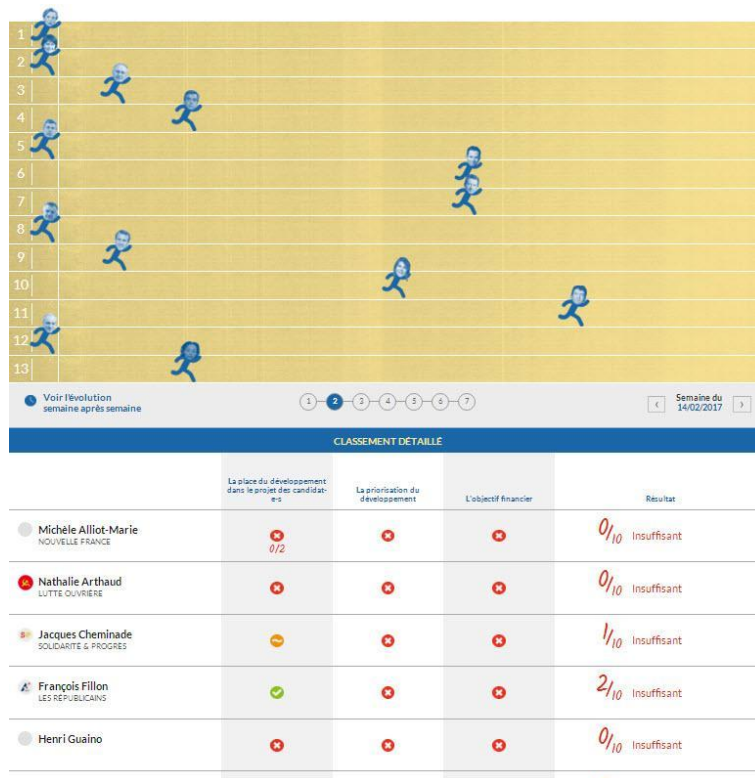 1
2
3
4
5
6
7
8
9
10
11
12
13
Voir l'évolution
semaine après semaine
1 2 3 4 5 6 7
Semaine du
14/02/2017
CLASSEMENT DÉTAILLÉ
La place du développement
dans le projet des candidat-
e-s
La priorisation du
développement
L'objectif financier
Résultat
Michèle Alliot-Marie
NOUVELLE FRANCE
0/2
0/10 Insuffisant
Nathalie Arthaud
LUTTE OUVRIÈRE
0/10 Insuffisant
Jacques Cheminade
SOLIDARITÉ & PROGRÈS
1/10 Insuffisant
François Fillon
LES RÉPUBLICAINS
2/10 Insuffisant
Henri Guaino
0/10 Insuffisant